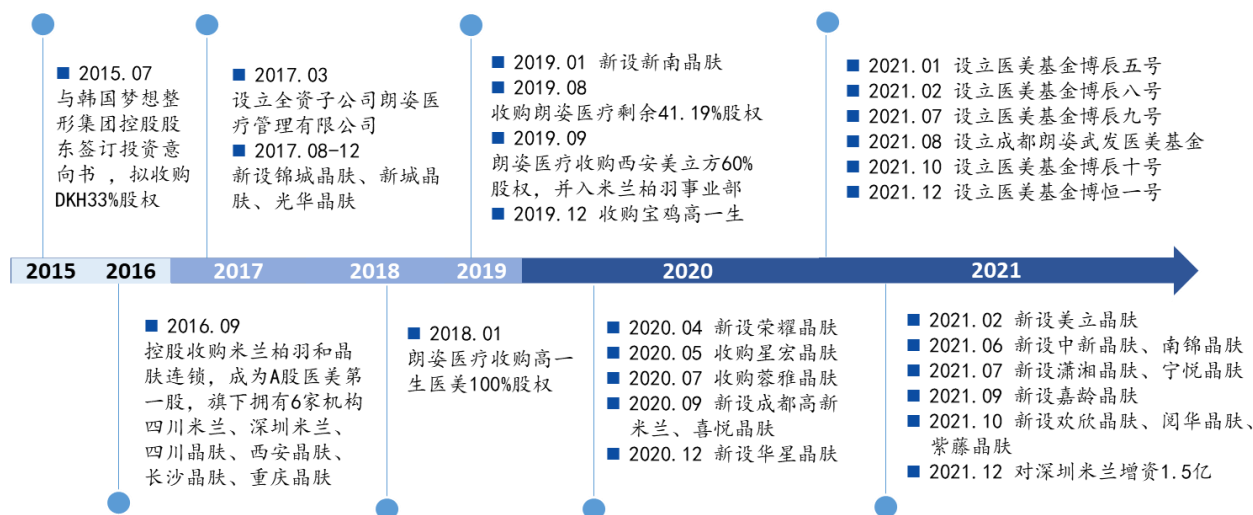 ■ 2015.07
与韩国梦想整
形集团控股股
东签订投资意
向书 ，拟收购
DKH33%股权
■ 2017.03
设立全资子公司朗姿医
疗管理有限公司
■ 2017.08-12
新设锦城晶肤、新城晶
肤、光华晶肤
■ 2019.01 新设新南晶肤
■ 2019.08
收购朗姿医疗剩余41.19%股权
■ 2019.09
朗姿医疗收购西安美立方60%
股权，并入米兰柏羽事业部
■ 2019.12 收购宝鸡高一生
■ 2021.01 设立医美基金博辰五号
■ 2021.02 设立医美基金博辰八号
■ 2021.07 设立医美基金博辰九号
■ 2021.08 设立成都朗姿武发医美基金
■ 2021.10 设立医美基金博辰十号
■ 2021.12 设立医美基金博恒一号
2015 2016 2017 2018 2019 2020 2021
■ 2016.09
控股收购米兰柏羽和晶
肤连锁，成为A股医美第
一股，旗下拥有6家机构
四川米兰、深圳米兰、
四川晶肤、西安晶肤、
长沙晶肤、重庆晶肤
■ 2018.01
朗姿医疗收购高一
生医美100%股权
■ 2020.04 新设荣耀晶肤
■ 2020.05 收购星宏晶肤
■ 2020.07 收购蓉雅晶肤
■ 2020.09 新设成都高新
米兰、喜悦晶肤
■ 2020.12 新设华星晶肤
■ 2021.02 新设美立晶肤
■ 2021.06 新设中新晶肤、南锦晶肤
■ 2021.07 新设潇湘晶肤、宁悦晶肤
■ 2021.09 新设嘉龄晶肤
■ 2021.10 新设欢欣晶肤、阅华晶肤、
紫藤晶肤
■ 2021.12 对深圳米兰增资1.5亿